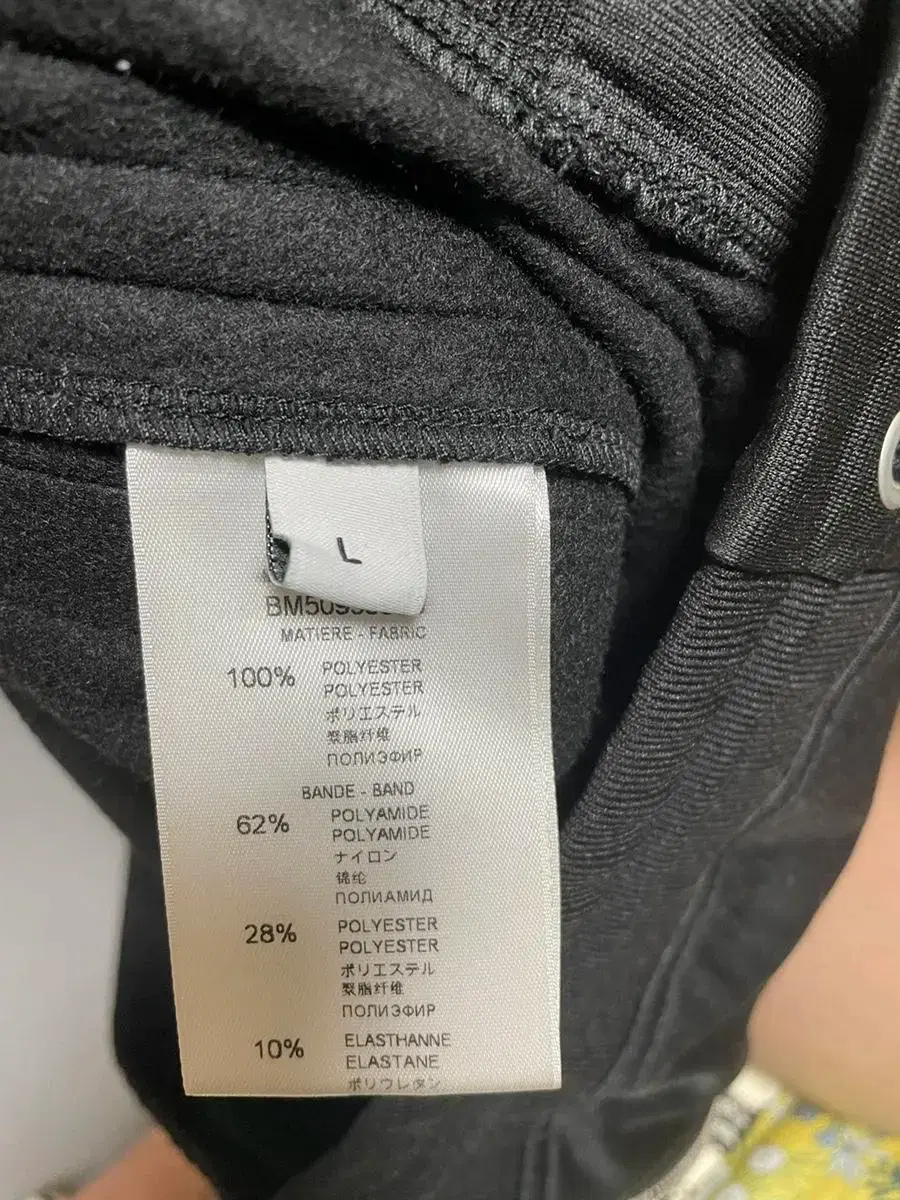 L
MATIERE - FABRIC
100% POLYESTER
POLYESTER
ポリエステル
聚脂纤维
ПОЛИЭФИР
BANDE - BAND
62% POLYAMIDE
POLYAMIDE
ナイロン
锦纶
ПОЛИАМИД
28% POLYESTER
POLYESTER
ポリエステル
聚脂纤维
ПОЛИЭФИР
10% ELASTHANNE
ELASTANE
ポリウレタン